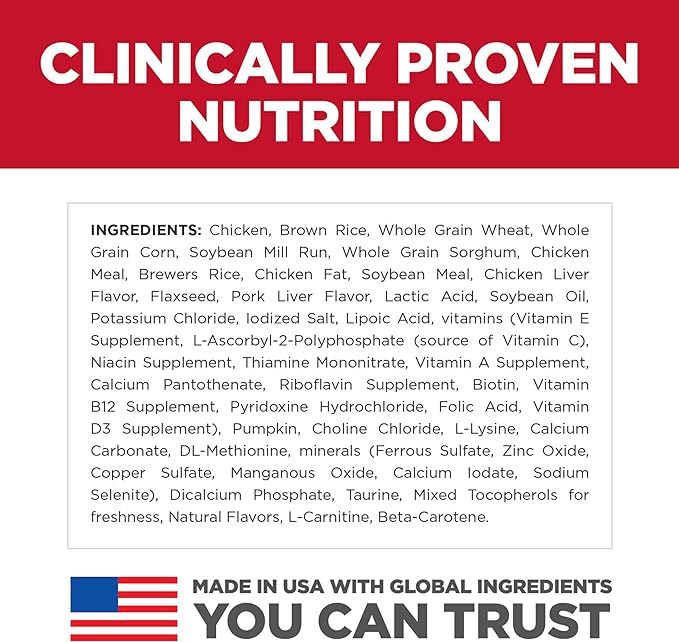 CLINICALLY PROVEN
NUTRITION
INGREDIENTS: Chicken, Brown Rice, Whole Grain Wheat, Whole
Grain Corn, Soybean Mill Run, Whole Grain Sorghum, Chicken
Meal, Brewers Rice, Chicken Fat, Soybean Meal, Chicken Liver
Flavor, Flaxseed, Pork Liver Flavor, Lactic Acid, Soybean Oil,
Potassium Chloride, Iodized Salt, Lipoic Acid, vitamins (Vitamin E
Supplement, L-Ascorbyl-2-Polyphosphate (source of Vitamin C),
Niacin Supplement, Thiamine Mononitrate, Vitamin A Supplement,
Calcium Pantothenate, Riboflavin Supplement, Biotin, Vitamin
B12 Supplement, Pyridoxine Hydrochloride, Folic Acid, Vitamin
D3 Supplement), Pumpkin, Choline Chloride, L-Lysine, Calcium
Carbonate, DL-Methionine, minerals (Ferrous Sulfate, Zinc Oxide,
Copper Sulfate, Manganous Oxide, Calcium Iodate, Sodium
Selenite), Dicalcium Phosphate, Taurine, Mixed Tocopherols for
freshness, Natural Flavors, L-Carnitine, Beta-Carotene.
MADE IN USA WITH GLOBAL INGREDIENTS
YOU CAN TRUST